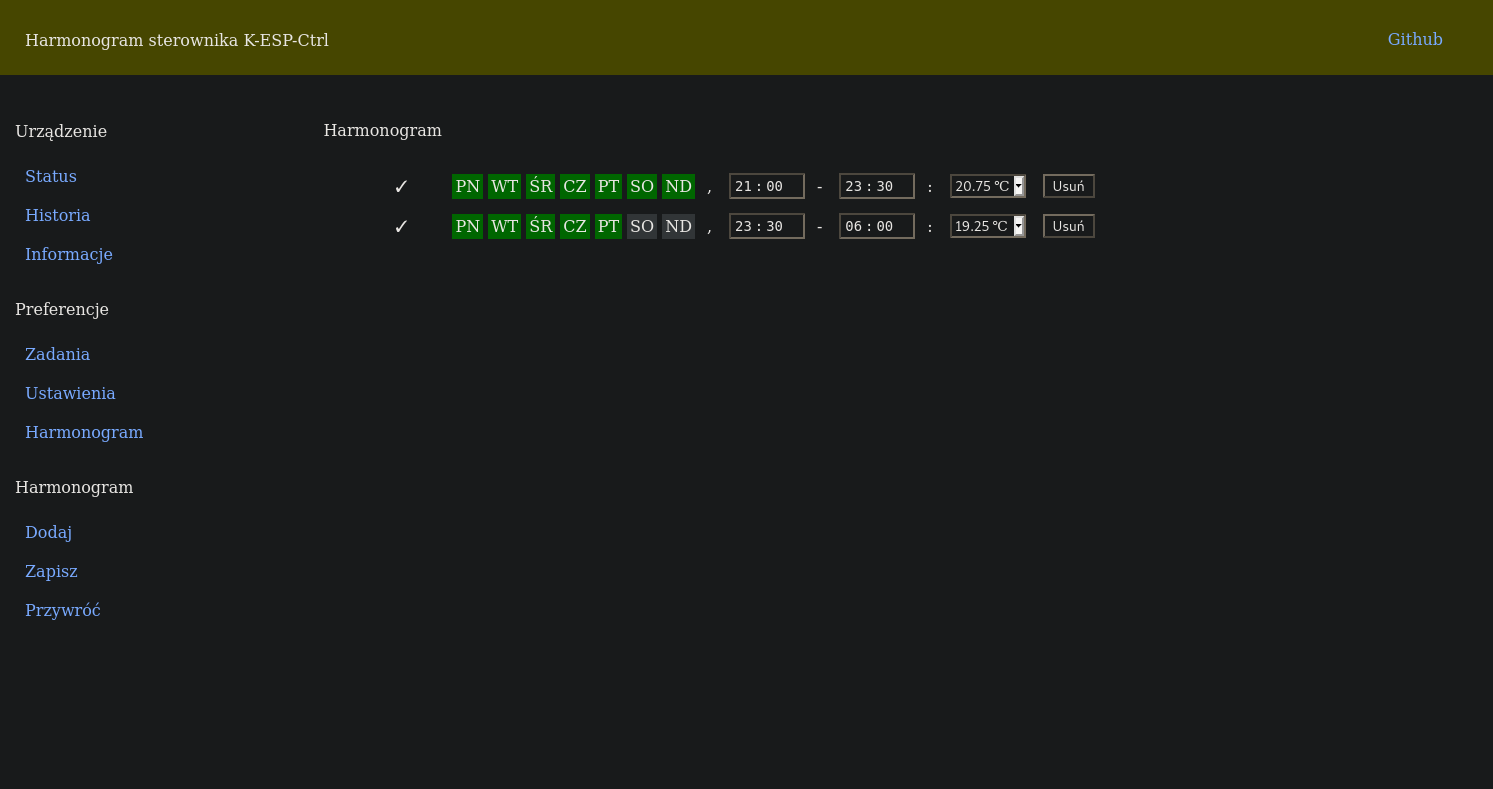 Harmonogram sterownika K-ESP-Ctrl
Github
Urządzenie
Status
Historia
Informacje
Preferencje
Zadania
Ustawienia
Harmonogram
Harmonogram
Dodaj
Zapisz
Przywróć
Harmonogram
✓ PN WT ŚR CZ PT SO ND , 21:00 - 23:30 : 20.75 ℃ Usuń
✓ PN WT ŚR CZ PT SO ND , 23:30 - 06:00 : 19.25 ℃ Usuń